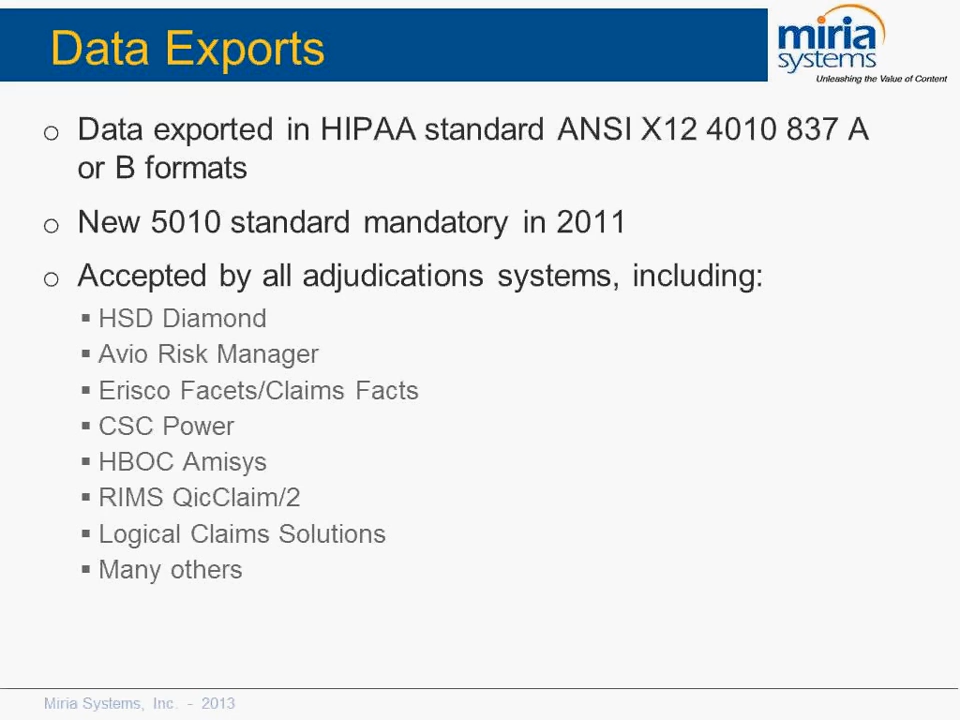 Data Exports
miria
systems
Unleashing the Value of Content
o Data exported in HIPAA standard ANSI X12 4010 837 A
or B formats
o New 5010 standard mandatory in 2011
o Accepted by all adjudications systems, including:
▪ HSD Diamond
▪ Avio Risk Manager
▪ Erisco Facets/Claims Facts
▪ CSC Power
▪ HBOC Amisys
▪ RIMS QicClaim/2
▪ Logical Claims Solutions
▪ Many others
Miria Systems, Inc. - 2013